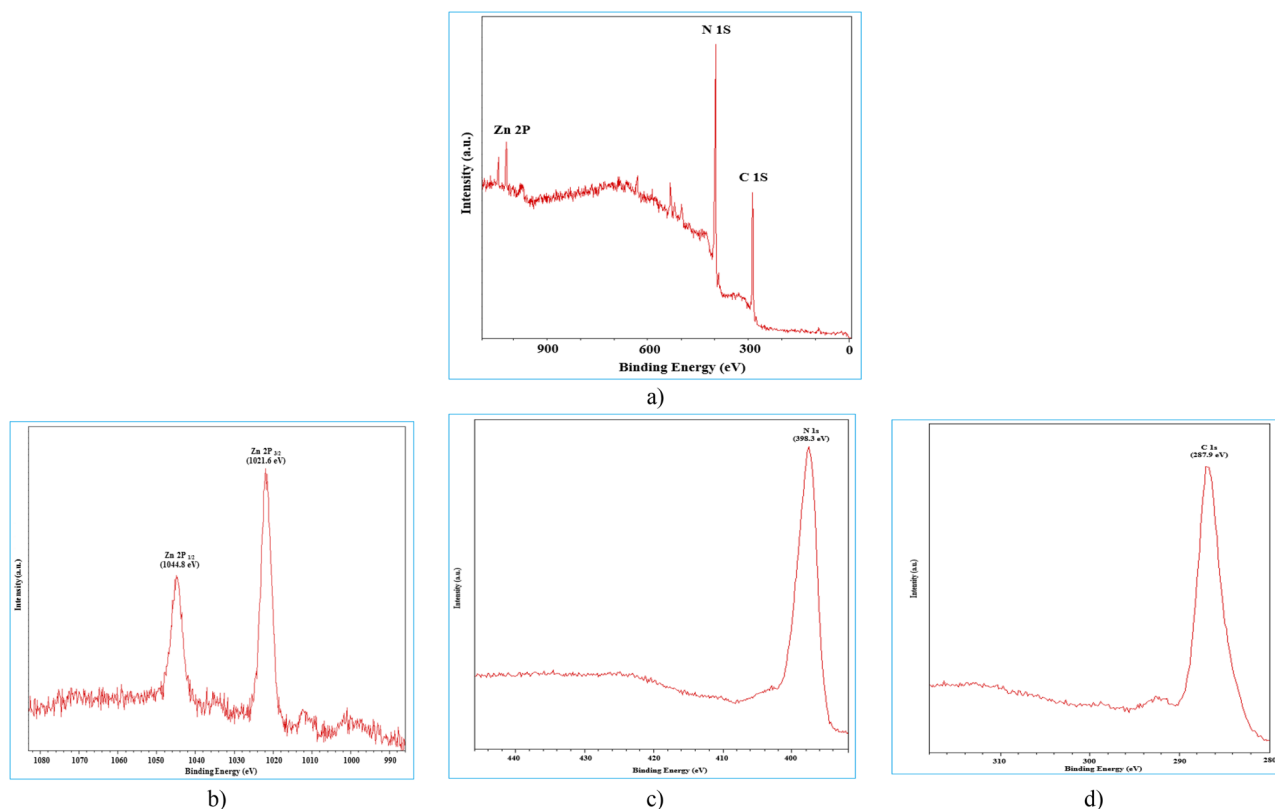 N 1S
Zn 2P
C 1S
Intensity (a.u.)
900 600 300 0
Binding Energy (eV)
a)
Zn 2P 3/2
(1021.6 eV)
Zn 2P 1/2
(1044.8 eV)
Intensity (a.u.)
1080 1070 1060 1050 1040 1030 1020 1010 1000 990
Binding Energy (eV)
b)
N 1s
(398.3 eV)
Intensity (a.u.)
440 430 420 410 400
Binding Energy (eV)
c)
C 1s
(287.9 eV)
Intensity (a.u.)
310 300 290 280
Binding Energy (eV)
d)